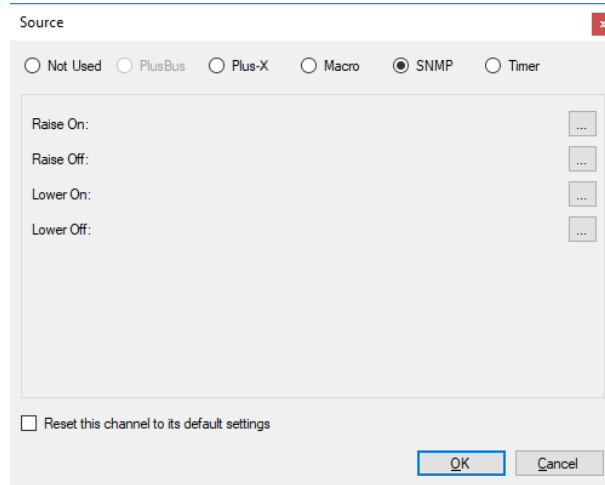 Source
Not Used PlusBus Plus-X Macro SNMP Timer
Raise On: ...
Raise Off: ...
Lower On: ...
Lower Off: ...
Reset this channel to its default settings
OK Cancel